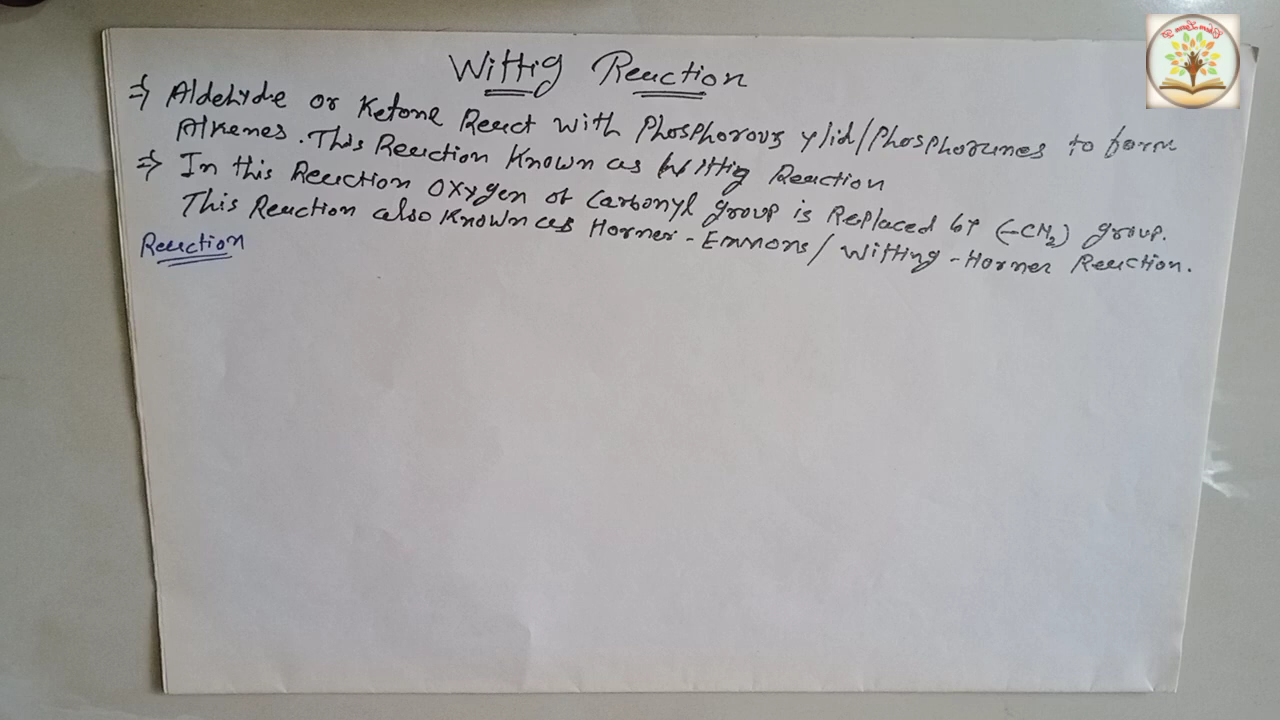 Wittig Reaction
⇒ Aldehyde or Ketone React with Phosphorous ylid/Phosphoranes to form
Alkenes. This Reaction Known as Wittig Reaction
⇒ In this Reaction Oxygen of Carbonyl group is Replaced by (-CH₂) group.
This Reaction also Known as Horner-Emmons/Witting-Horner Reaction.
Reaction